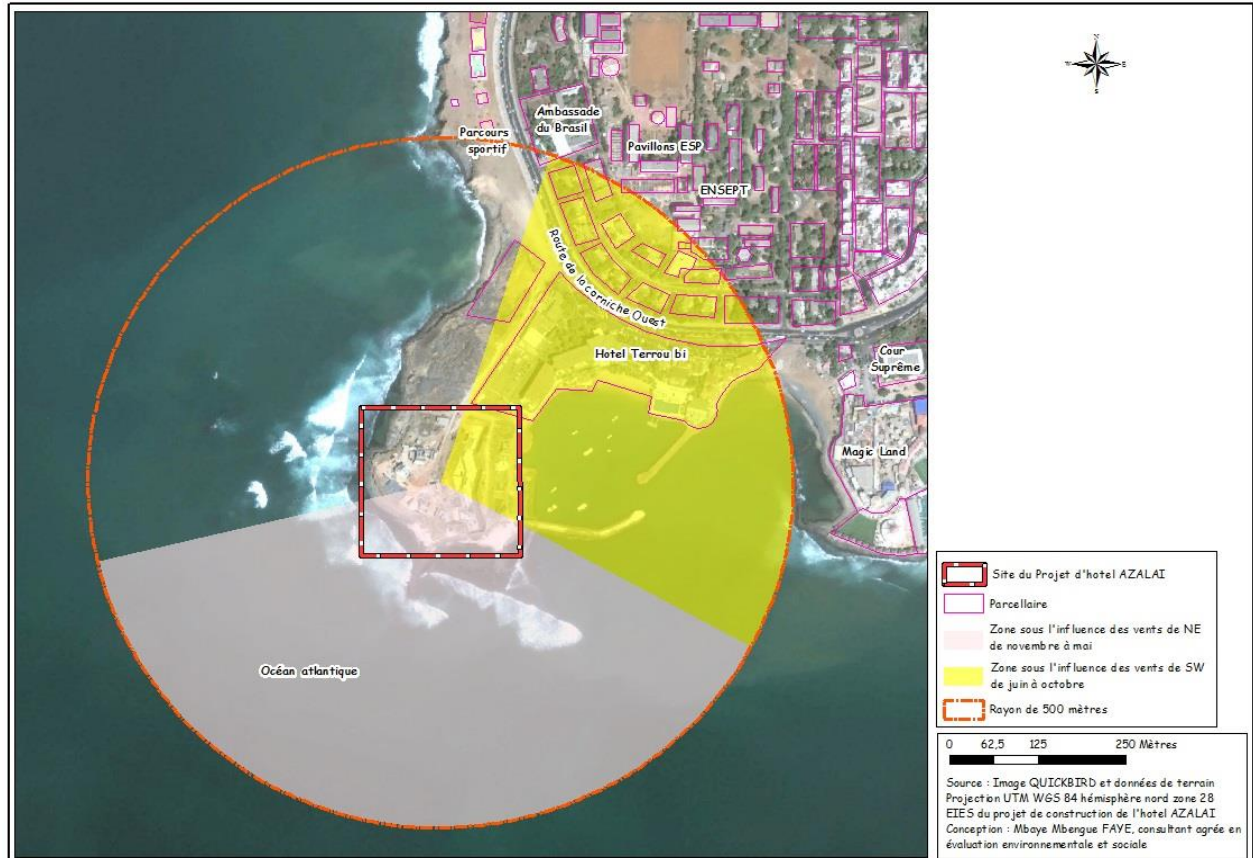 Ambassade
du Brasil
Parcours
sportif
Pavillons ESP
ENSEPT
Route de la corniche Ouest
Hotel Terrou bi
Cour
Suprême
Magic Land
Océan atlantique
N
W
E
S
Site du Projet d'hotel AZALAI
Parcellaire
Zone sous l'influence des vents de NE
de novembre à mai
Zone sous l'influence des vents de SW
de juin à octobre
Rayon de 500 mètres
0 62,5 125 250 Mètres
Source : Image QUICKBIRD et données de terrain
Projection UTM WGS 84 hémisphère nord zone 28
EIES du projet de construction de l'hotel AZALAI
Conception : Mbaye Mbengue FAYE, consultant agrée en
évaluation environnementale et sociale